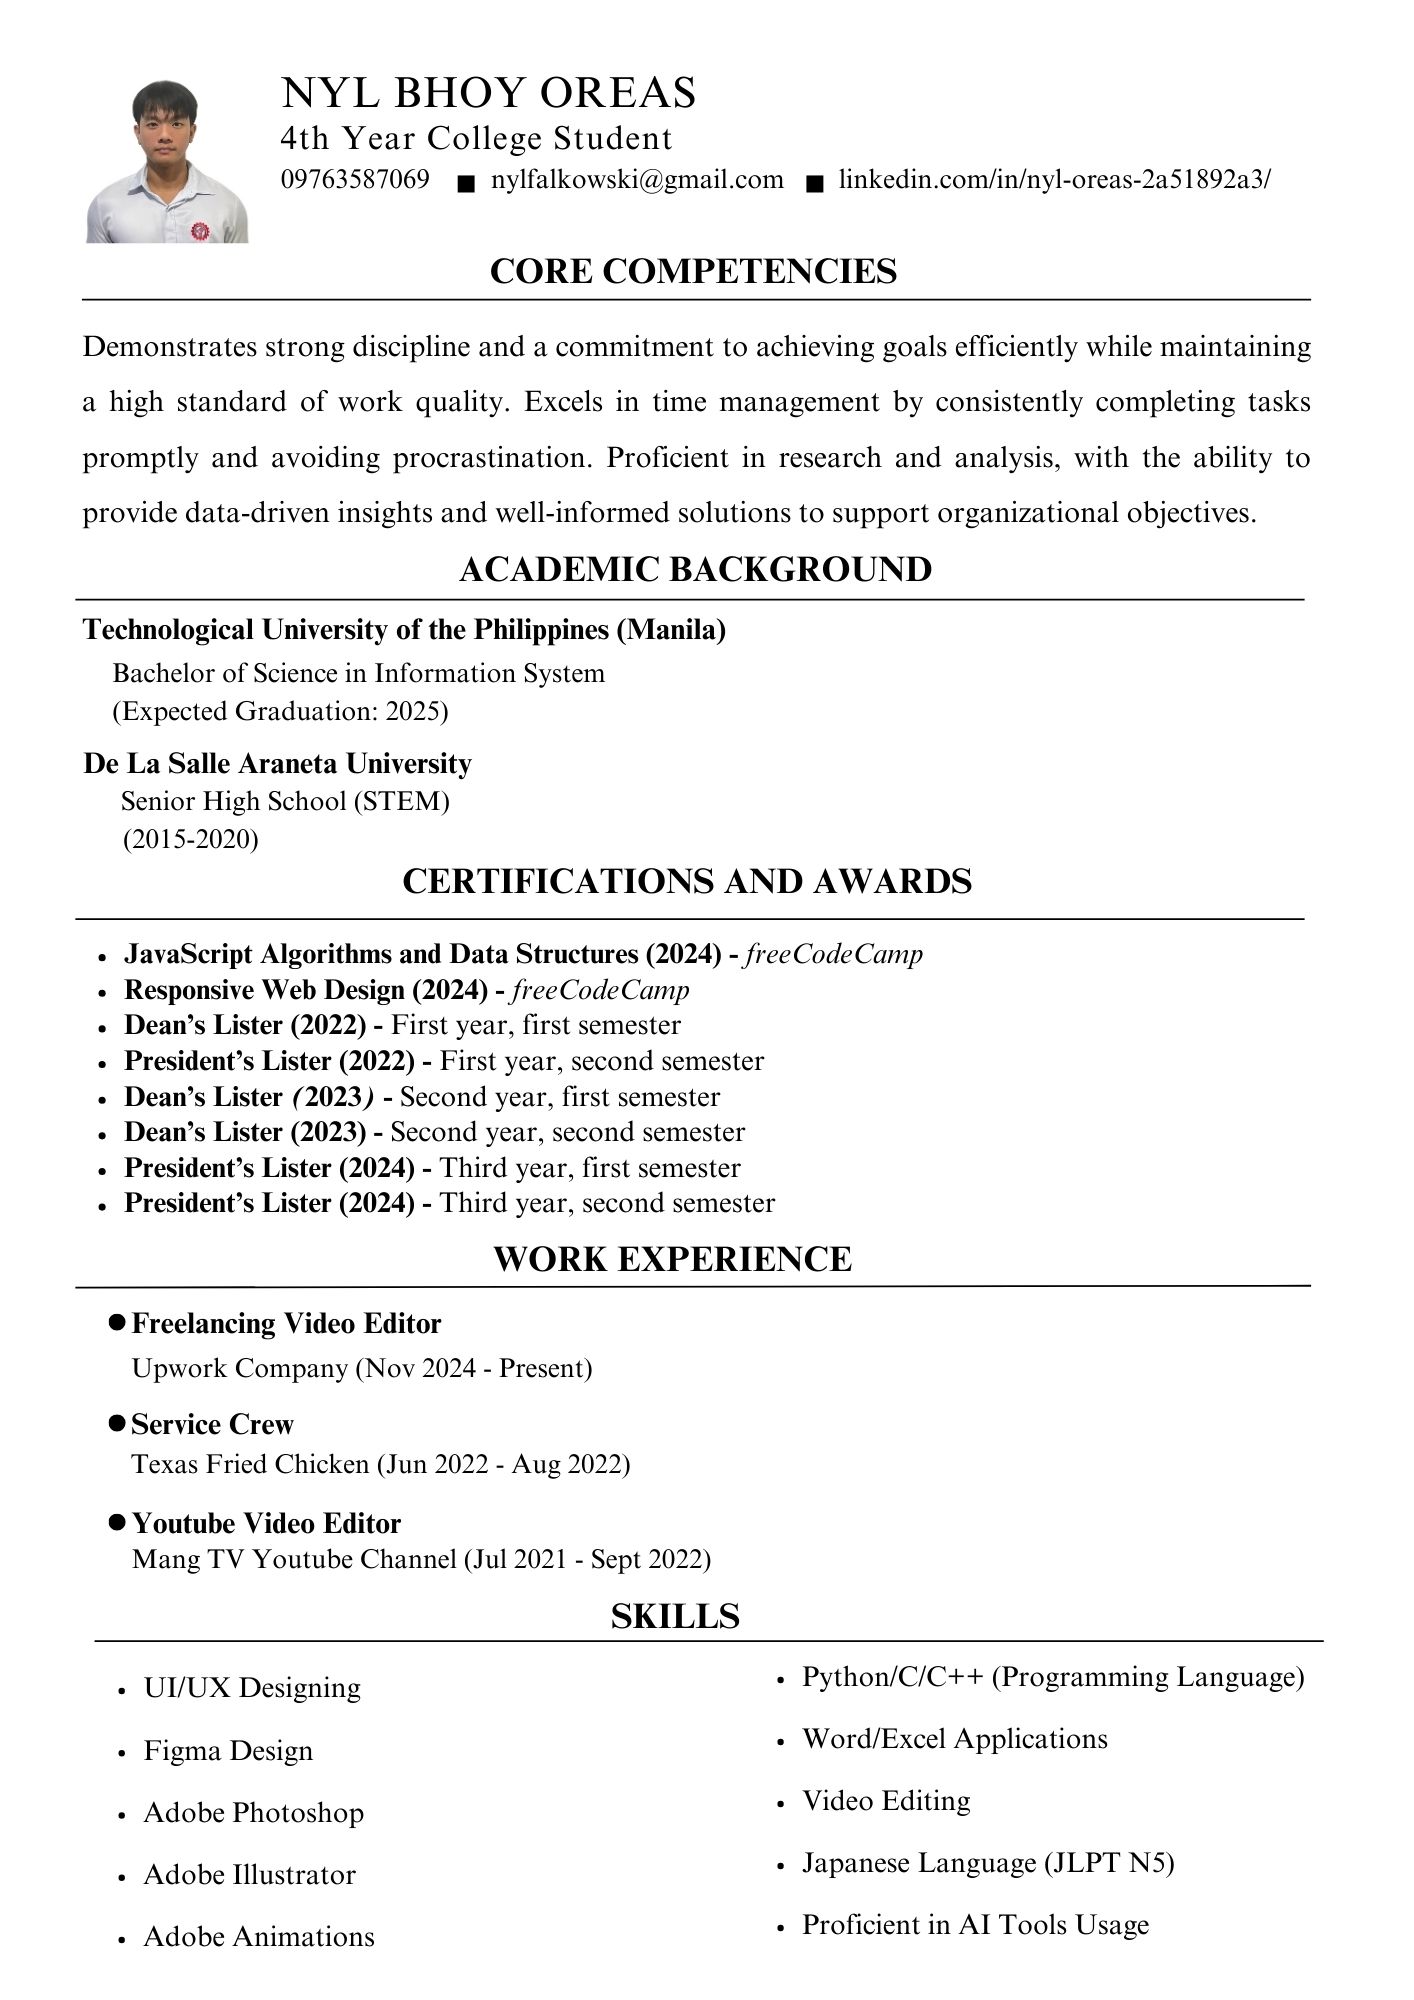 NYL BHOY OREAS
4th Year College Student
09763587069 ■ nylfalkowski@gmail.com ■ linkedin.com/in/nyl-oreas-2a51892a3/
CORE COMPETENCIES
Demonstrates strong discipline and a commitment to achieving goals efficiently while maintaining
a high standard of work quality. Excels in time management by consistently completing tasks
promptly and avoiding procrastination. Proficient in research and analysis, with the ability to
provide data-driven insights and well-informed solutions to support organizational objectives.
ACADEMIC BACKGROUND
Technological University of the Philippines (Manila)
Bachelor of Science in Information System
(Expected Graduation: 2025)
De La Salle Araneta University
Senior High School (STEM)
(2015-2020)
CERTIFICATIONS AND AWARDS
• JavaScript Algorithms and Data Structures (2024) - freeCodeCamp
• Responsive Web Design (2024) - freeCodeCamp
• Dean’s Lister (2022) - First year, first semester
• President’s Lister (2022) - First year, second semester
• Dean’s Lister (2023) - Second year, first semester
• Dean’s Lister (2023) - Second year, second semester
• President’s Lister (2024) - Third year, first semester
• President’s Lister (2024) - Third year, second semester
WORK EXPERIENCE
● Freelancing Video Editor
Upwork Company (Nov 2024 - Present)
● Service Crew
Texas Fried Chicken (Jun 2022 - Aug 2022)
● Youtube Video Editor
Mang TV Youtube Channel (Jul 2021 - Sept 2022)
SKILLS
• UI/UX Designing
• Figma Design
• Adobe Photoshop
• Adobe Illustrator
• Adobe Animations
• Python/C/C++ (Programming Language)
• Word/Excel Applications
• Video Editing
• Japanese Language (JLPT N5)
• Proficient in AI Tools Usage